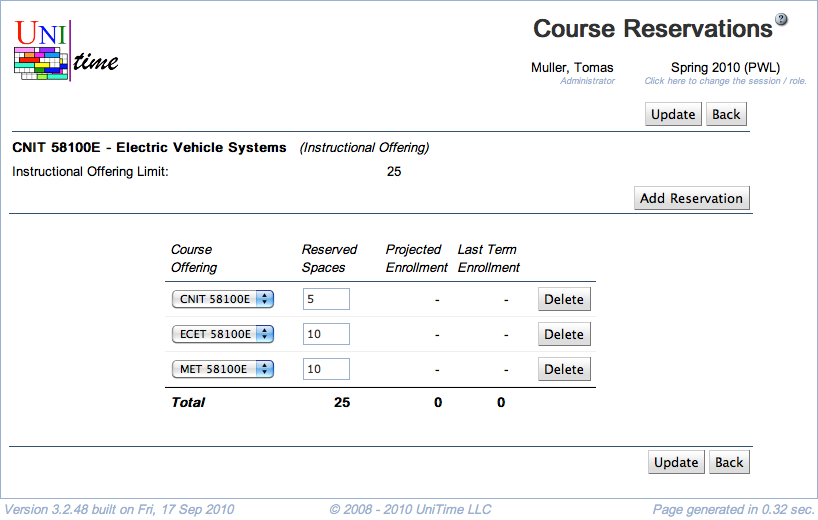 UNI
time
Course Reservations ?
Muller, Tomas
Administrator
Spring 2010 (PWL)
Click here to change the session / role.
Update Back
CNIT 58100E - Electric Vehicle Systems (Instructional Offering)
Instructional Offering Limit: 25
Add Reservation
Course Offering
Reserved Spaces
Projected Enrollment
Last Term Enrollment
CNIT 58100E 5 - - Delete
ECET 58100E 10 - - Delete
MET 58100E 10 - - Delete
Total 25 0 0
Update Back
Version 3.2.48 built on Fri, 17 Sep 2010 © 2008 - 2010 UniTime LLC Page generated in 0.32 sec.